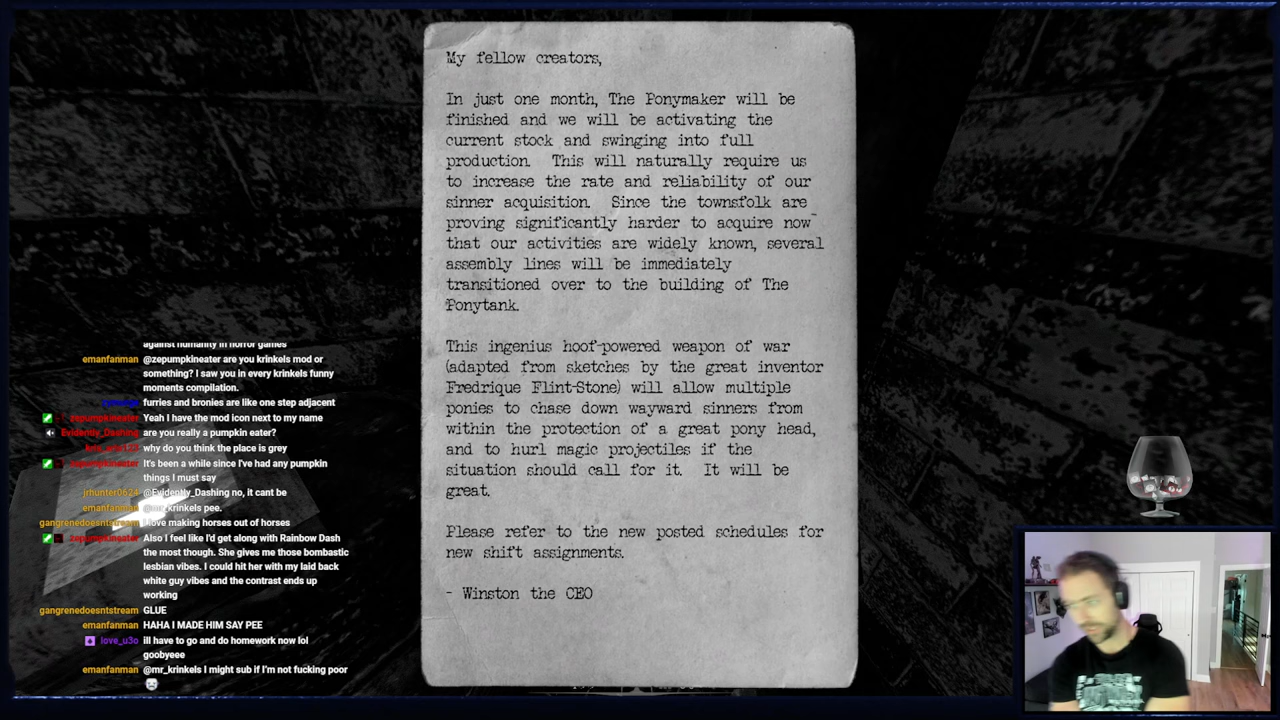 My fellow creators,
In just one month, The Ponymaker will be
finished and we will be activating the
current stock and swinging into full
production.  This will naturally require us
to increase the rate and reliability of our
sinner acquisition.  Since the townsfolk are
proving significantly harder to acquire now
that our activities are widely known, several
assembly lines will be immediately
transitioned over to the building of The
Ponytank.
This ingenius hoof-powered weapon of war
(adapted from sketches by the great inventor
Fredrique Flint-Stone) will allow multiple
ponies to chase down wayward sinners from
within the protection of a great pony head,
and to hurl magic projectiles if the
situation should call for it.  It will be
great.
Please refer to the new posted schedules for
new shift assignments.
- Winston the CEO
against humanity in horror games
emanfanman @zepumpkineater are you krinkels mod or
something? I saw you in every krinkels funny
moments compilation.
furries and bronies are like one step adjacent
zepumpkineater Yeah I have the mod icon next to my name
Evidently_Dashing are you really a pumpkin eater?
why do you think the place is grey
zepumpkineater It's been a while since I've had any pumpkin
things I must say
jrhunter0624 @Evidently_Dashing no, it cant be
emanfanman @mr_krinkels pee.
gangrenedoesntstream I love making horses out of horses
zepumpkineater Also I feel like I'd get along with Rainbow Dash
the most though. She gives me those bombastic
lesbian vibes. I could hit her with my laid back
white guy vibes and the contrast ends up
working
gangrenedoesntstream GLUE
emanfanman HAHA I MADE HIM SAY PEE
love_u3o ill have to go and do homework now lol
goobyeee
emanfanman @mr_krinkels I might sub if I'm not fucking poor